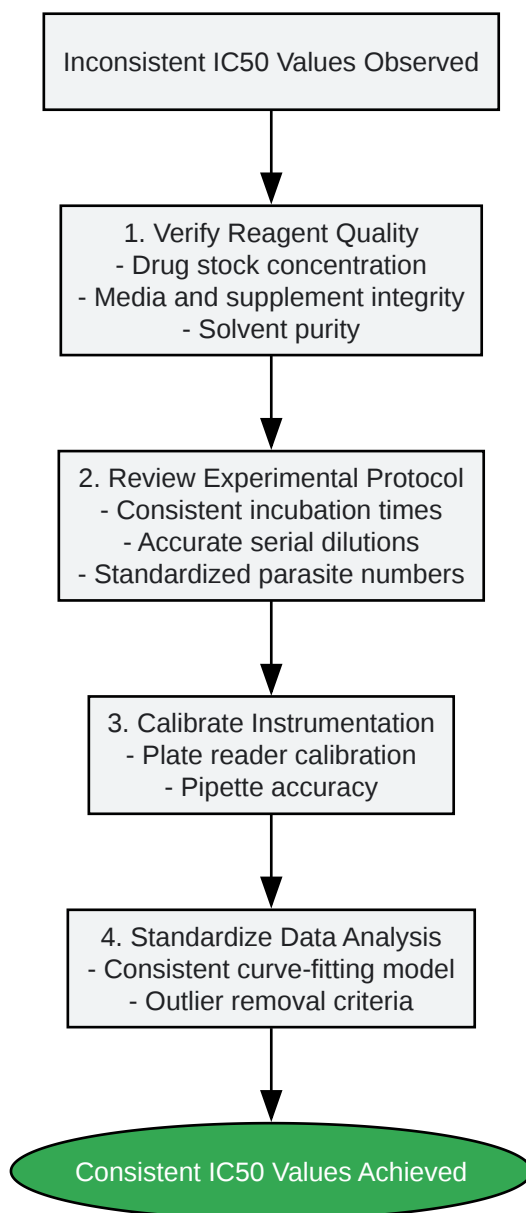 Inconsistent IC50 Values Observed
1. Verify Reagent Quality
- Drug stock concentration
- Media and supplement integrity
- Solvent purity
2. Review Experimental Protocol
- Consistent incubation times
- Accurate serial dilutions
- Standardized parasite numbers
3. Calibrate Instrumentation
- Plate reader calibration
- Pipette accuracy
4. Standardize Data Analysis
- Consistent curve-fitting model
- Outlier removal criteria
Consistent IC50 Values Achieved